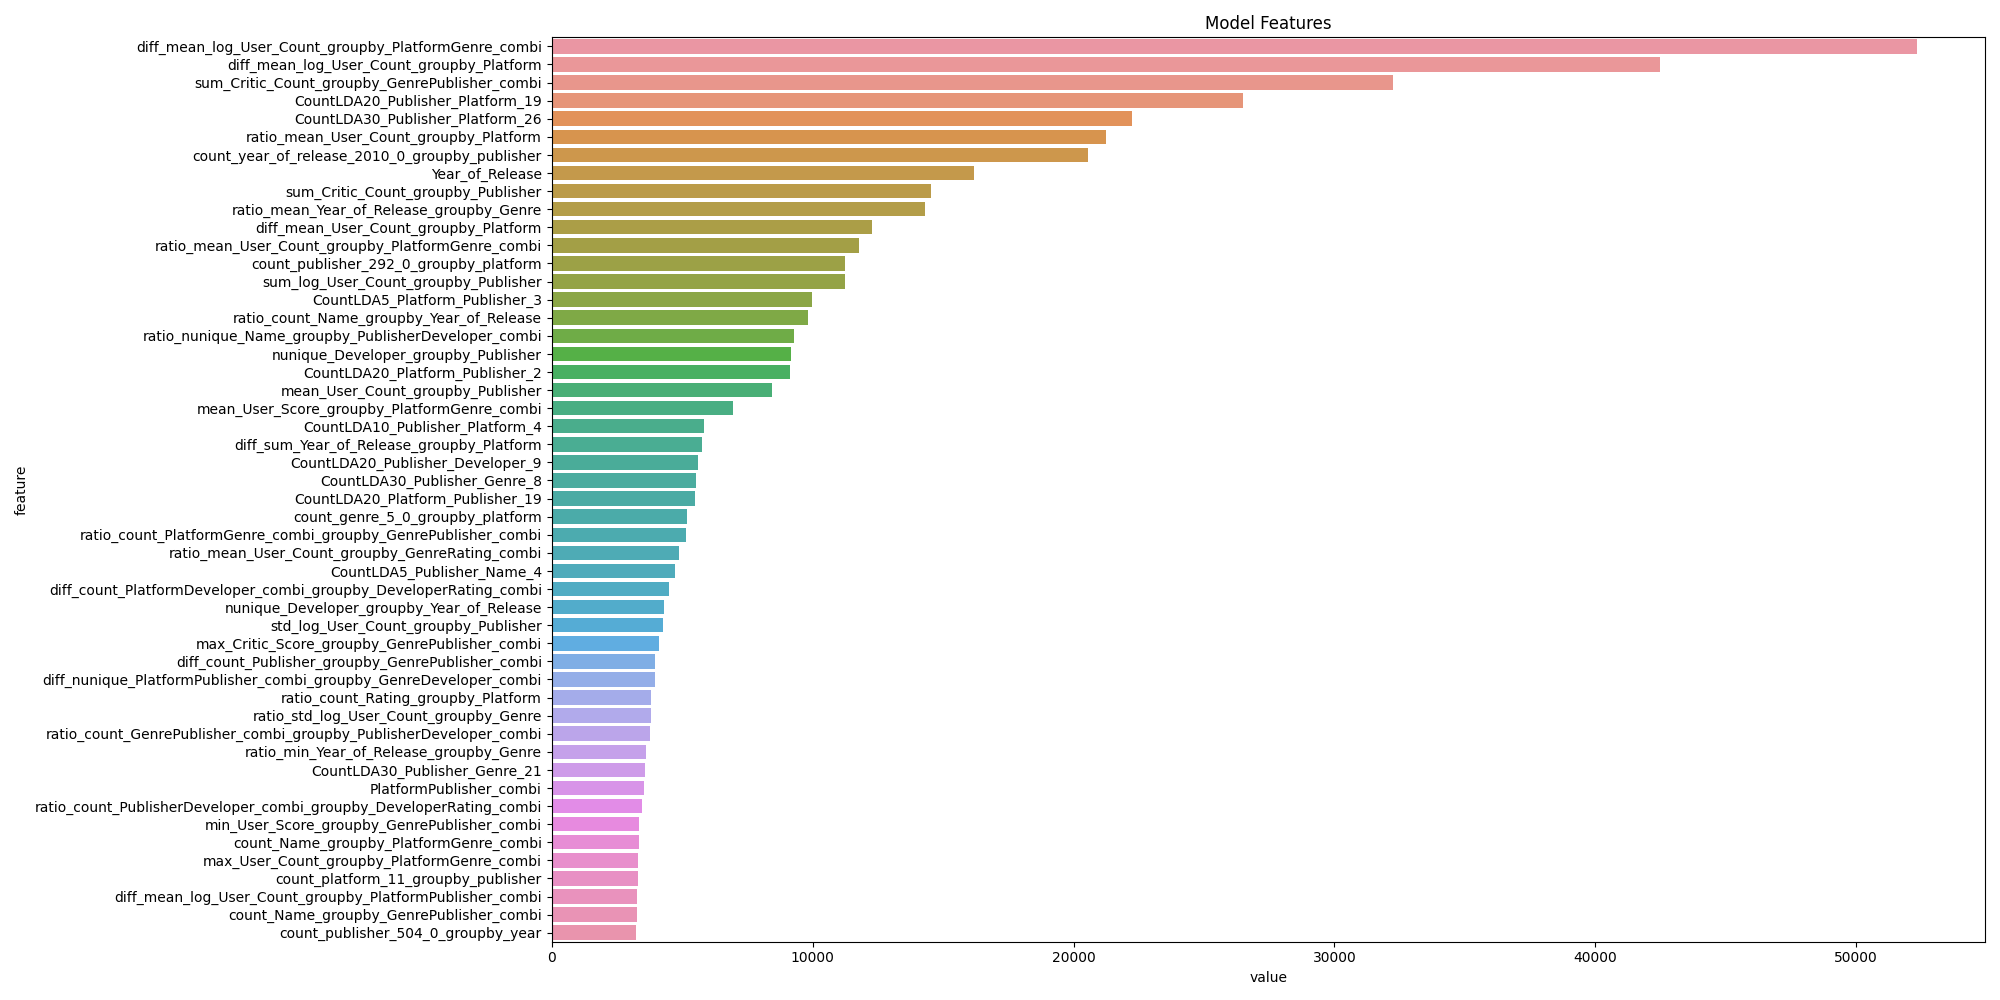 Model Features
diff_mean_log_User_Count_groupby_PlatformGenre_combi
diff_mean_log_User_Count_groupby_Platform
sum_Critic_Count_groupby_GenrePublisher_combi
CountLDA20_Publisher_Platform_19
CountLDA30_Publisher_Platform_26
ratio_mean_User_Count_groupby_Platform
count_year_of_release_2010_0_groupby_publisher
Year_of_Release
sum_Critic_Count_groupby_Publisher
ratio_mean_Year_of_Release_groupby_Genre
diff_mean_User_Count_groupby_Platform
ratio_mean_User_Count_groupby_PlatformGenre_combi
count_publisher_292_0_groupby_platform
sum_log_User_Count_groupby_Publisher
CountLDA5_Platform_Publisher_3
ratio_count_Name_groupby_Year_of_Release
ratio_nunique_Name_groupby_PublisherDeveloper_combi
nunique_Developer_groupby_Publisher
CountLDA20_Platform_Publisher_2
mean_User_Count_groupby_Publisher
mean_User_Score_groupby_PlatformGenre_combi
CountLDA10_Publisher_Platform_4
diff_sum_Year_of_Release_groupby_Platform
CountLDA20_Publisher_Developer_9
CountLDA30_Publisher_Genre_8
CountLDA20_Platform_Publisher_19
count_genre_5_0_groupby_platform
ratio_count_PlatformGenre_combi_groupby_GenrePublisher_combi
ratio_mean_User_Count_groupby_GenreRating_combi
CountLDA5_Publisher_Name_4
diff_count_PlatformDeveloper_combi_groupby_DeveloperRating_combi
nunique_Developer_groupby_Year_of_Release
std_log_User_Count_groupby_Publisher
max_Critic_Score_groupby_GenrePublisher_combi
diff_count_Publisher_groupby_GenrePublisher_combi
diff_nunique_PlatformPublisher_combi_groupby_GenreDeveloper_combi
ratio_count_Rating_groupby_Platform
ratio_std_log_User_Count_groupby_Genre
ratio_count_GenrePublisher_combi_groupby_PublisherDeveloper_combi
ratio_min_Year_of_Release_groupby_Genre
CountLDA30_Publisher_Genre_21
PlatformPublisher_combi
ratio_count_PublisherDeveloper_combi_groupby_DeveloperRating_combi
min_User_Score_groupby_GenrePublisher_combi
count_Name_groupby_PlatformGenre_combi
max_User_Count_groupby_PlatformGenre_combi
count_platform_11_groupby_publisher
diff_mean_log_User_Count_groupby_PlatformPublisher_combi
count_Name_groupby_GenrePublisher_combi
count_publisher_504_0_groupby_year
feature
0 10000 20000 30000 40000 50000
value